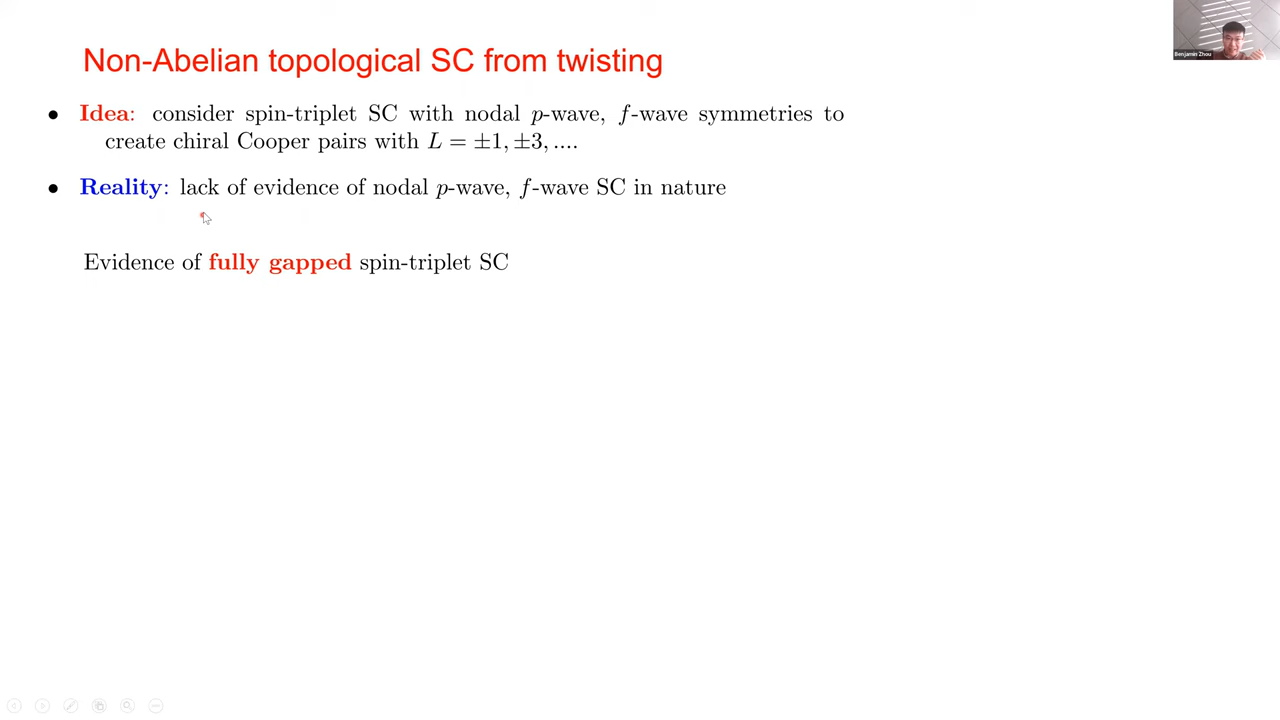 Non-Abelian topological SC from twisting
Benjamin Zhou
• Idea: consider spin-triplet SC with nodal p-wave, f-wave symmetries to
create chiral Cooper pairs with L = ±1, ±3, ....
• Reality: lack of evidence of nodal p-wave, f-wave SC in nature
Evidence of fully gapped spin-triplet SC